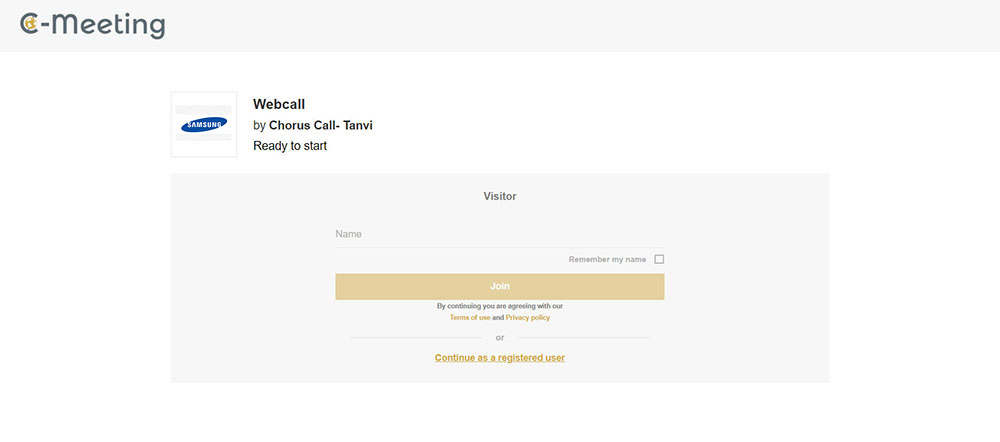 C-Meeting
SAMSUNG
Webcall
by Chorus Call- Tanvi
Ready to start
Visitor
Name
Remember my name
Join
By continuing you are agreeing with our
Terms of use and Privacy policy
or
Continue as a registered user